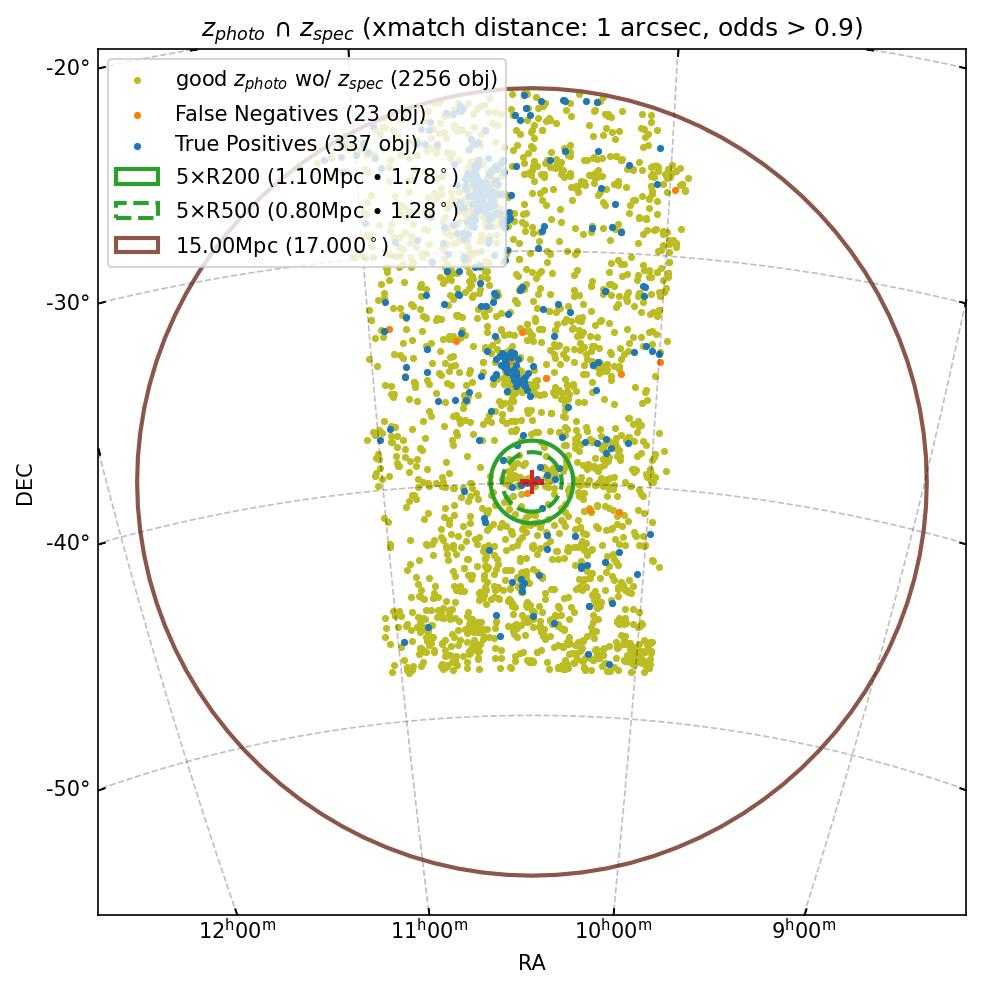 z_photo ∩ z_spec (xmatch distance: 1 arcsec, odds > 0.9)
good z_photo wo/ z_spec (2256 obj)
False Negatives (23 obj)
True Positives (337 obj)
5×R200 (1.10Mpc • 1.78°)
5×R500 (0.80Mpc • 1.28°)
15.00Mpc (17.000°)
-20°
-30°
-40°
-50°
DEC
12ʰ00ᵐ
11ʰ00ᵐ
10ʰ00ᵐ
9ʰ00ᵐ
RA